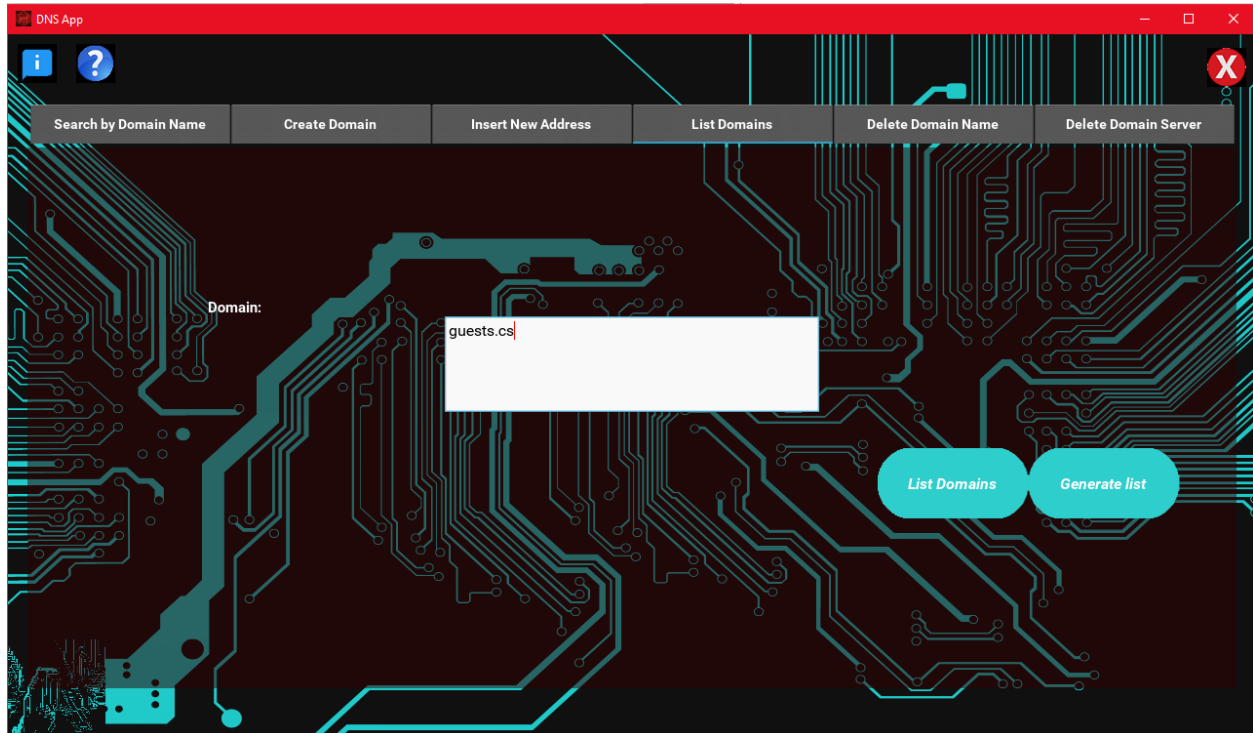 DNS App
i
?
X
Search by Domain Name Create Domain Insert New Address List Domains Delete Domain Name Delete Domain Server
Domain:
guests.cs
List Domains Generate list